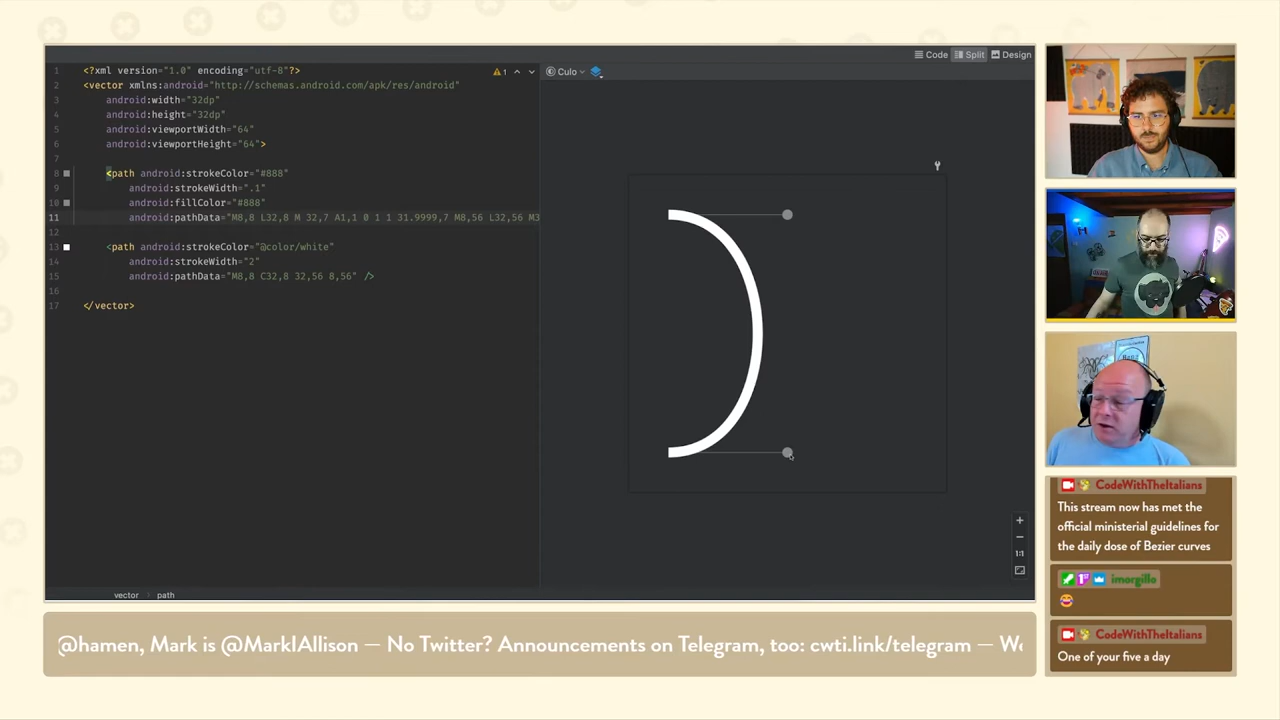 Code Split Design
1 <?xml version="1.0" encoding="utf-8"?>
2 <vector xmlns:android="http://schemas.android.com/apk/res/android"
3 android:width="32dp"
4 android:height="32dp"
5 android:viewportWidth="64"
6 android:viewportHeight="64">
7
8 <path android:strokeColor="#888"
9 android:strokeWidth=".1"
10 android:fillColor="#888"
11 android:pathData="M8,8 L32,8 M 32,7 A1,1 0 1 1 31.9999,7 M8,56 L32,56 M3
12
13 <path android:strokeColor="@color/white"
14 android:strokeWidth="2"
15 android:pathData="M8,8 C32,8 32,56 8,56" />
16
17 </vector>
1
Culo
1:1
vector > path
CodeWithTheItalians
This stream now has met the
official ministerial guidelines for
the daily dose of Bezier curves
imorgillo
CodeWithTheItalians
One of your five a day
@hamen, Mark is @MarkIAllison — No Twitter? Announcements on Telegram, too: cwti.link/telegram —